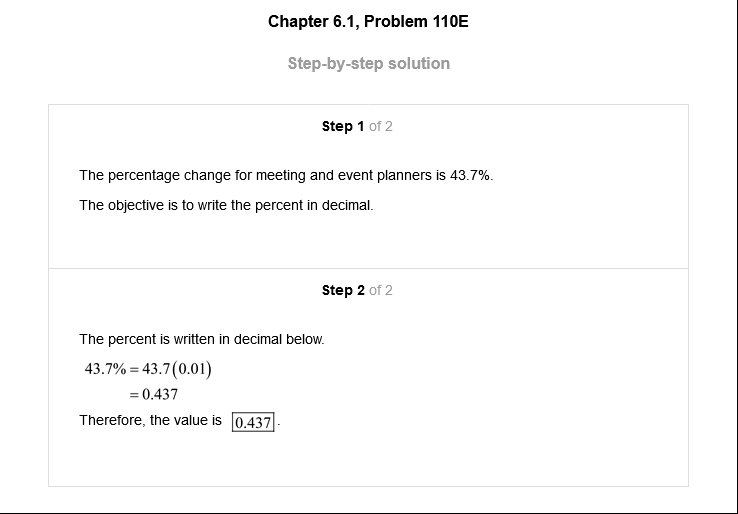 Chapter 6.1, Problem 110E
Step-by-step solution
Step 1 of 2
The percentage change for meeting and event planners is 43.7%.
The objective is to write the percent in decimal.
Step 2 of 2
The percent is written in decimal below.
43.7% = 43.7(0.01)
= 0.437
Therefore, the value is 0.437.